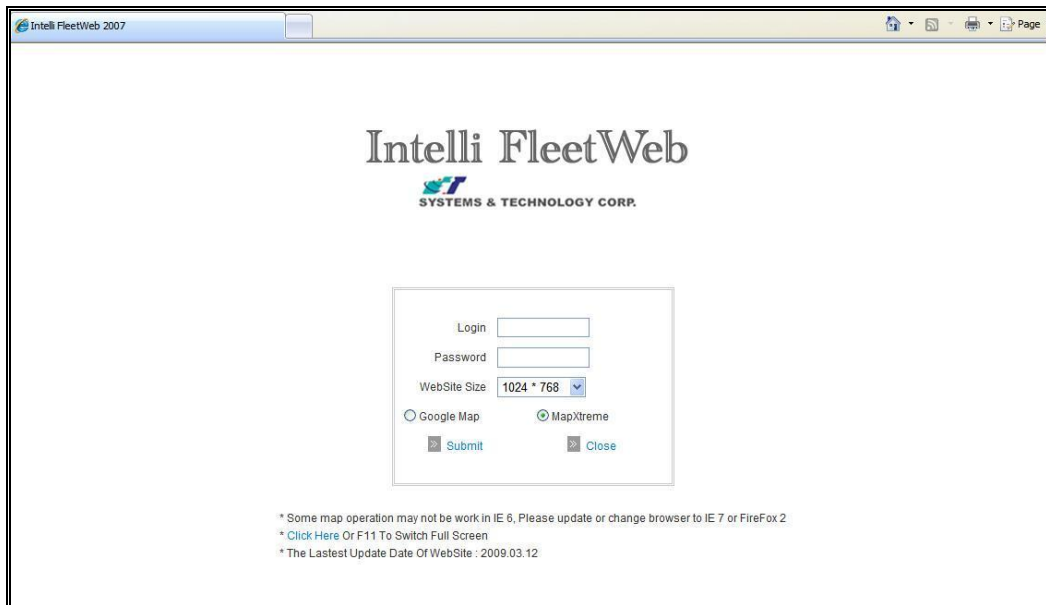 Intelli FleetWeb 2007
Page
Intelli FleetWeb
ST
SYSTEMS & TECHNOLOGY CORP.
Login
Password
WebSite Size 1024 * 768
Google Map MapXtreme
Submit Close
* Some map operation may not be work in IE 6, Please update or change browser to IE 7 or FireFox 2
* Click Here Or F11 To Switch Full Screen
* The Lastest Update Date Of WebSite : 2009.03.12